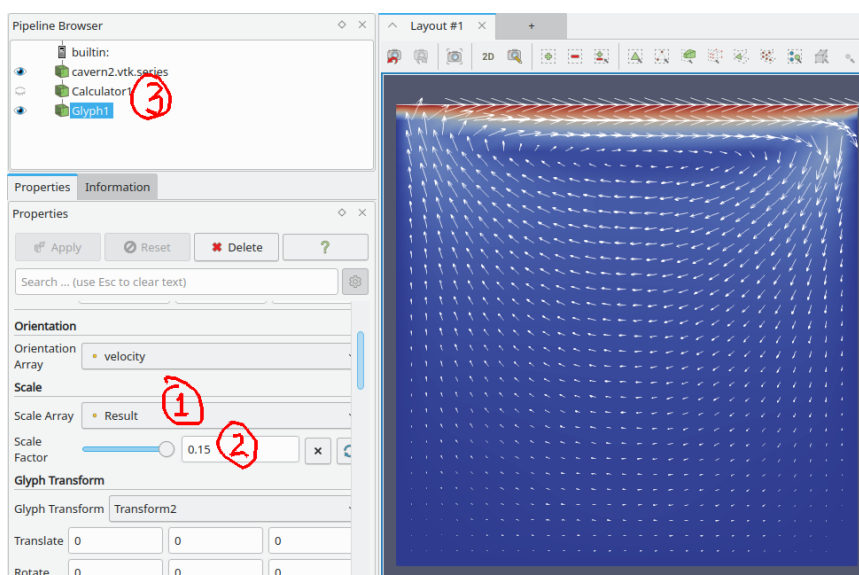 Pipeline Browser
Layout #1
+
builtin:
cavern2.vtk.series
2D
Calculator1
3
Glyph1
Properties Information
Properties
Apply Reset Delete ?
Search ... (use Esc to clear text)
Orientation
Orientation Array velocity
Scale
1
Scale Array Result
Scale Factor 0.15
2
Glyph Transform
Glyph Transform Transform2
Translate 0 0 0
Rotate 0 0 0